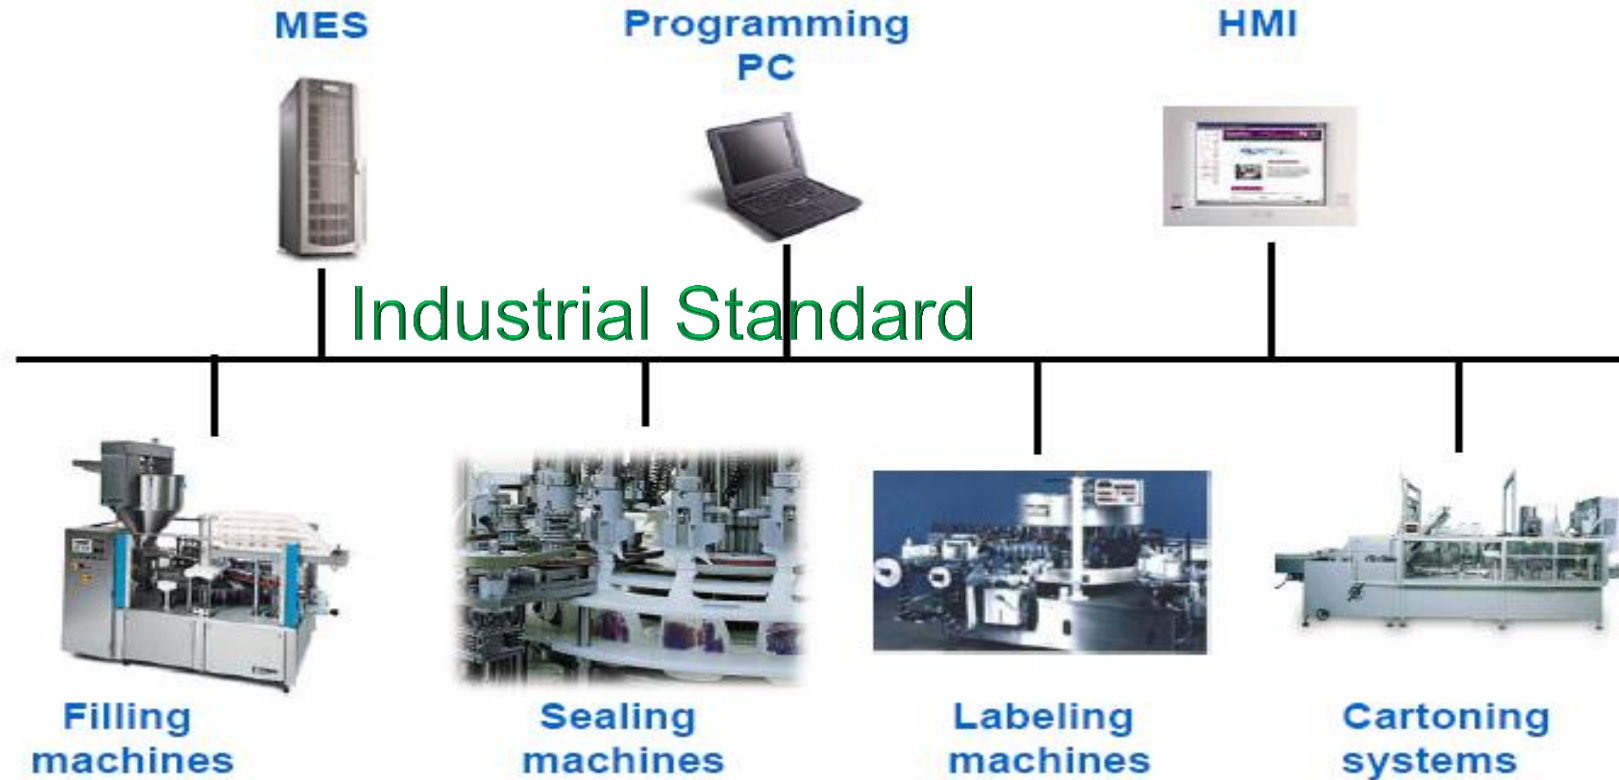 MES
Programming
PC
HMI
Industrial Standard
Filling
machines
Sealing
machines
Labeling
machines
Cartoning
systems